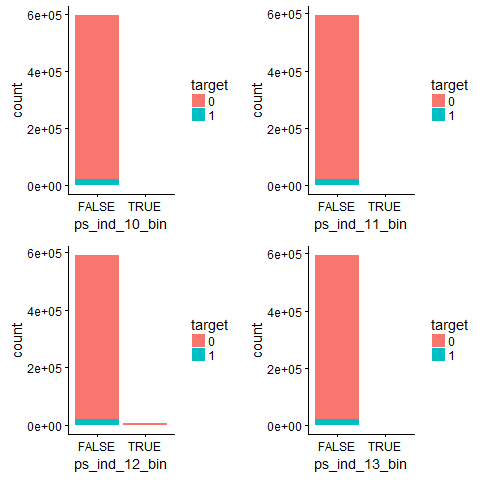 6e+05
4e+05
2e+05
0e+00
count
FALSE TRUE
ps_ind_10_bin
target
0
1
6e+05
4e+05
2e+05
0e+00
count
FALSE TRUE
ps_ind_11_bin
target
0
1
6e+05
4e+05
2e+05
0e+00
count
FALSE TRUE
ps_ind_12_bin
target
0
1
6e+05
4e+05
2e+05
0e+00
count
FALSE TRUE
ps_ind_13_bin
target
0
1